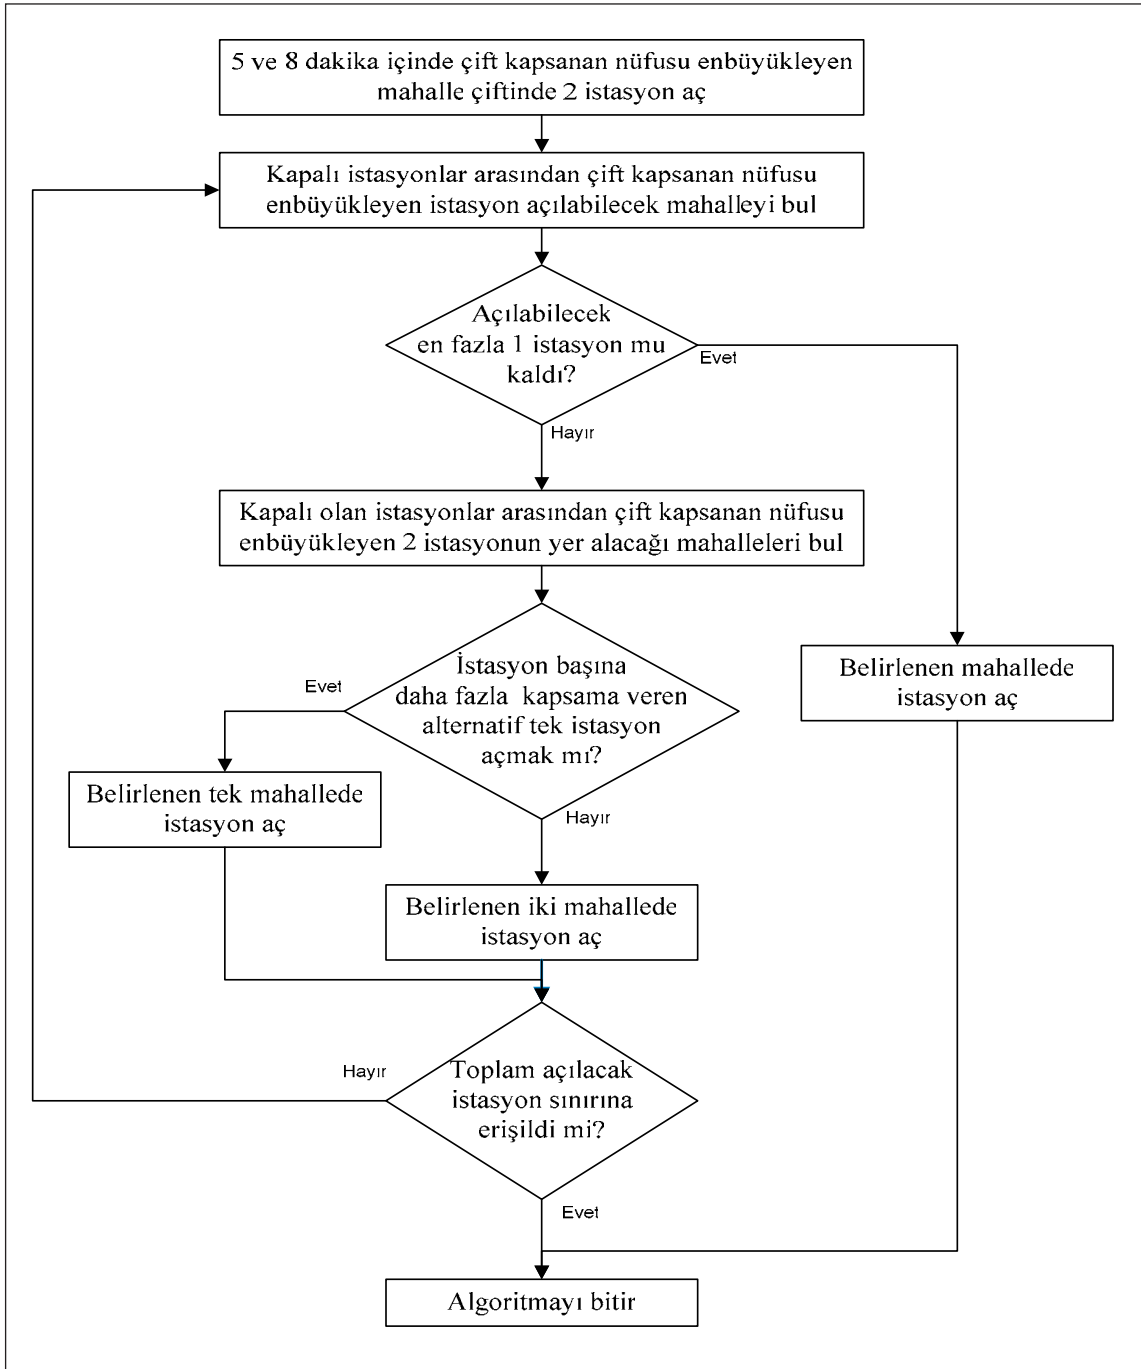 5 ve 8 dakika içinde çift kapsanan nüfusu enbüyükleyen
mahalle çiftinde 2 istasyon aç
Kapalı istasyonlar arasından çift kapsanan nüfusu
enbüyükleyen istasyon açılabilecek mahalleyi bul
Açılabilecek
en fazla 1 istasyon mu
kaldı?
Evet
Hayır
Kapalı olan istasyonlar arasından çift kapsanan nüfusu
enbüyükleyen 2 istasyonun yer alacağı mahalleleri bul
Belirlenen mahallede
istasyon aç
İstasyon başına
daha fazla kapsama veren
alternatif tek istasyon
açmak mı?
Evet
Belirlenen tek mahallede
istasyon aç
Hayır
Belirlenen iki mahallede
istasyon aç
Toplam açılacak
istasyon sınırına
erişildi mi?
Hayır
Evet
Algoritmayı bitir